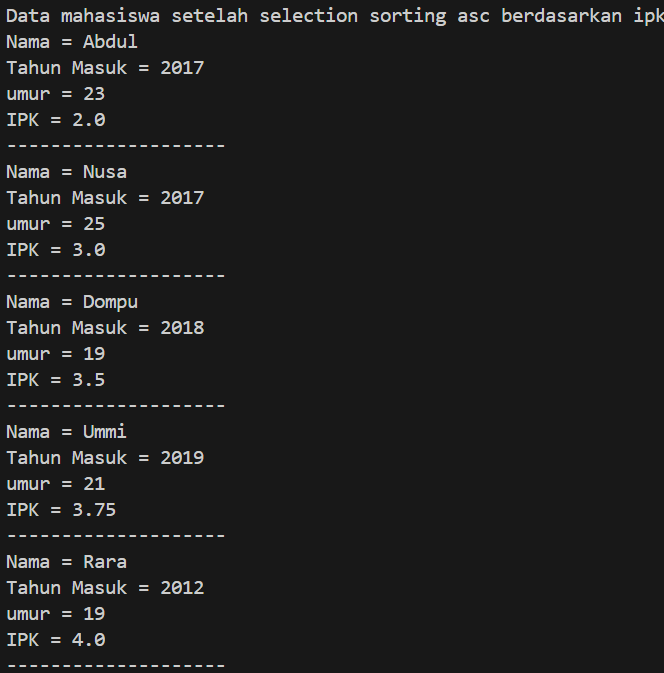 Data mahasiswa setelah selection sorting asc berdasarkan ipk
Nama = Abdul
Tahun Masuk = 2017
umur = 23
IPK = 2.0
--------------------
Nama = Nusa
Tahun Masuk = 2017
umur = 25
IPK = 3.0
--------------------
Nama = Dompu
Tahun Masuk = 2018
umur = 19
IPK = 3.5
--------------------
Nama = Ummi
Tahun Masuk = 2019
umur = 21
IPK = 3.75
--------------------
Nama = Rara
Tahun Masuk = 2012
umur = 19
IPK = 4.0
--------------------